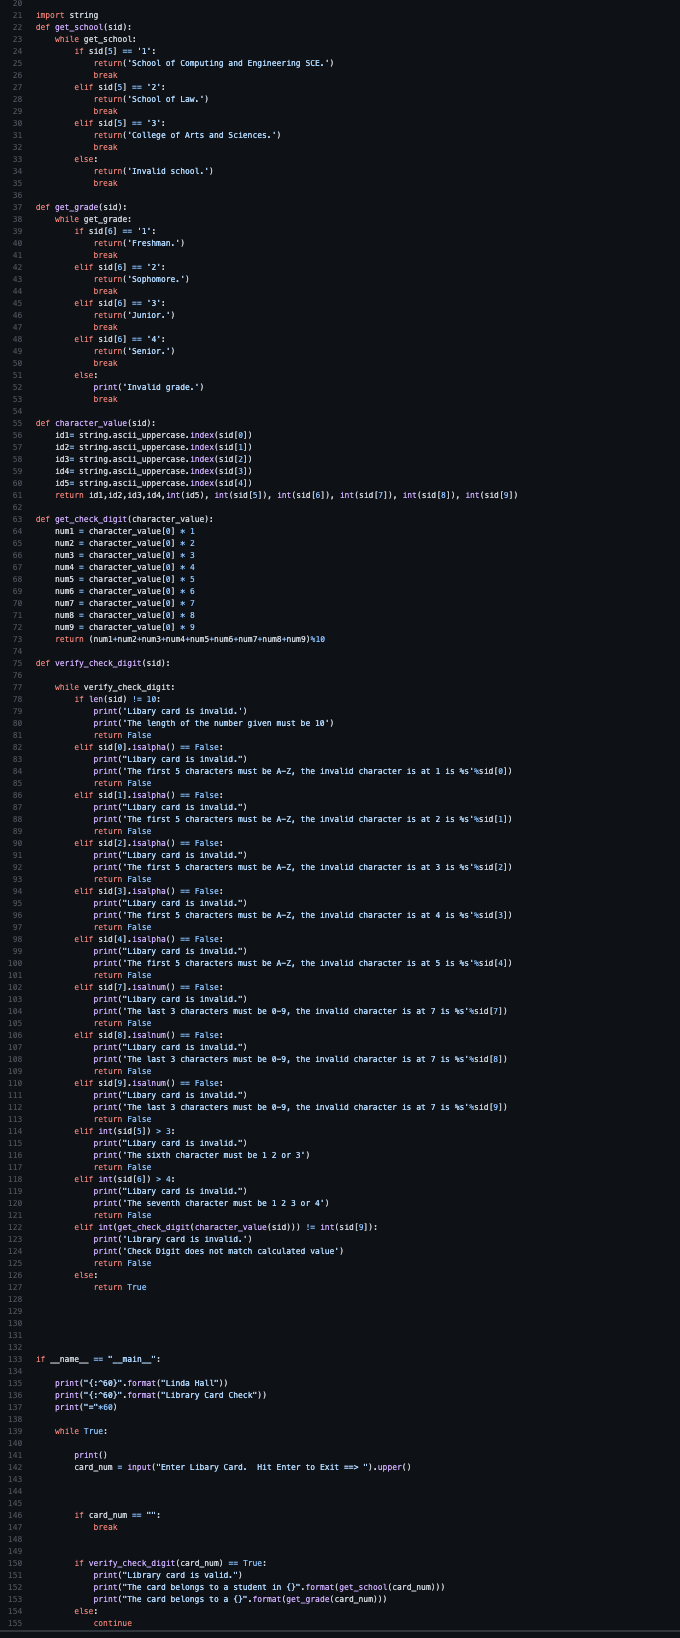 20
21 import string
22 def get_school(sid):
23     while get_school:
24         if sid[5] == '1':
25             return('School of Computing and Engineering SCE.')
26             break
27         elif sid[5] == '2':
28             return('School of Law.')
29             break
30         elif sid[5] == '3':
31             return('College of Arts and Sciences.')
32             break
33         else:
34             return('Invalid school.')
35             break
36
37 def get_grade(sid):
38     while get_grade:
39         if sid[6] == '1':
40             return('Freshman.')
41             break
42         elif sid[6] == '2':
43             return('Sophomore.')
44             break
45         elif sid[6] == '3':
46             return('Junior.')
47             break
48         elif sid[6] == '4':
49             return('Senior.')
50             break
51         else:
52             print('Invalid grade.')
53             break
54
55 def character_value(sid):
56     id1= string.ascii_uppercase.index(sid[0])
57     id2= string.ascii_uppercase.index(sid[1])
58     id3= string.ascii_uppercase.index(sid[2])
59     id4= string.ascii_uppercase.index(sid[3])
60     id5= string.ascii_uppercase.index(sid[4])
61     return id1,id2,id3,id4,int(id5), int(sid[5]), int(sid[6]), int(sid[7]), int(sid[8]), int(sid[9])
62
63 def get_check_digit(character_value):
64     num1 = character_value[0] * 1
65     num2 = character_value[0] * 2
66     num3 = character_value[0] * 3
67     num4 = character_value[0] * 4
68     num5 = character_value[0] * 5
69     num6 = character_value[0] * 6
70     num7 = character_value[0] * 7
71     num8 = character_value[0] * 8
72     num9 = character_value[0] * 9
73     return (num1+num2+num3+num4+num5+num6+num7+num8+num9)%10
74
75 def verify_check_digit(sid):
76
77     while verify_check_digit:
78         if len(sid) != 10:
79             print('Libary card is invalid.')
80             print('The length of the number given must be 10')
81             return False
82         elif sid[0].isalpha() == False:
83             print("Libary card is invalid.")
84             print('The first 5 characters must be A-Z, the invalid character is at 1 is %s'%sid[0])
85             return False
86         elif sid[1].isalpha() == False:
87             print("Libary card is invalid.")
88             print('The first 5 characters must be A-Z, the invalid character is at 2 is %s'%sid[1])
89             return False
90         elif sid[2].isalpha() == False:
91             print("Libary card is invalid.")
92             print('The first 5 characters must be A-Z, the invalid character is at 3 is %s'%sid[2])
93             return False
94         elif sid[3].isalpha() == False:
95             print("Libary card is invalid.")
96             print('The first 5 characters must be A-Z, the invalid character is at 4 is %s'%sid[3])
97             return False
98         elif sid[4].isalpha() == False:
99             print("Libary card is invalid.")
100             print('The first 5 characters must be A-Z, the invalid character is at 5 is %s'%sid[4])
101             return False
102         elif sid[7].isalnum() == False:
103             print("Libary card is invalid.")
104             print('The last 3 characters must be 0-9, the invalid character is at 7 is %s'%sid[7])
105             return False
106         elif sid[8].isalnum() == False:
107             print("Libary card is invalid.")
108             print('The last 3 characters must be 0-9, the invalid character is at 7 is %s'%sid[8])
109             return False
110         elif sid[9].isalnum() == False:
111             print("Libary card is invalid.")
112             print('The last 3 characters must be 0-9, the invalid character is at 7 is %s'%sid[9])
113             return False
114         elif int(sid[5]) > 3:
115             print("Libary card is invalid.")
116             print('The sixth character must be 1 2 or 3')
117             return False
118         elif int(sid[6]) > 4:
119             print("Libary card is invalid.")
120             print('The seventh character must be 1 2 3 or 4')
121             return False
122         elif int(get_check_digit(character_value(sid))) != int(sid[9]):
123             print('Library card is invalid.')
124             print('Check Digit does not match calculated value')
125             return False
126         else:
127             return True
128
129
130
131
132
133 if __name__ == "__main__":
134
135     print("{:^60}".format("Linda Hall"))
136     print("{:^60}".format("Library Card Check"))
137     print("="*60)
138
139     while True:
140
141         print()
142         card_num = input("Enter Libary Card.  Hit Enter to Exit ==> ").upper()
143
144
145
146         if card_num == "":
147             break
148
149
150         if verify_check_digit(card_num) == True:
151             print("Library card is valid.")
152             print("The card belongs to a student in {}".format(get_school(card_num)))
153             print("The card belongs to a {}".format(get_grade(card_num)))
154         else:
155             continue